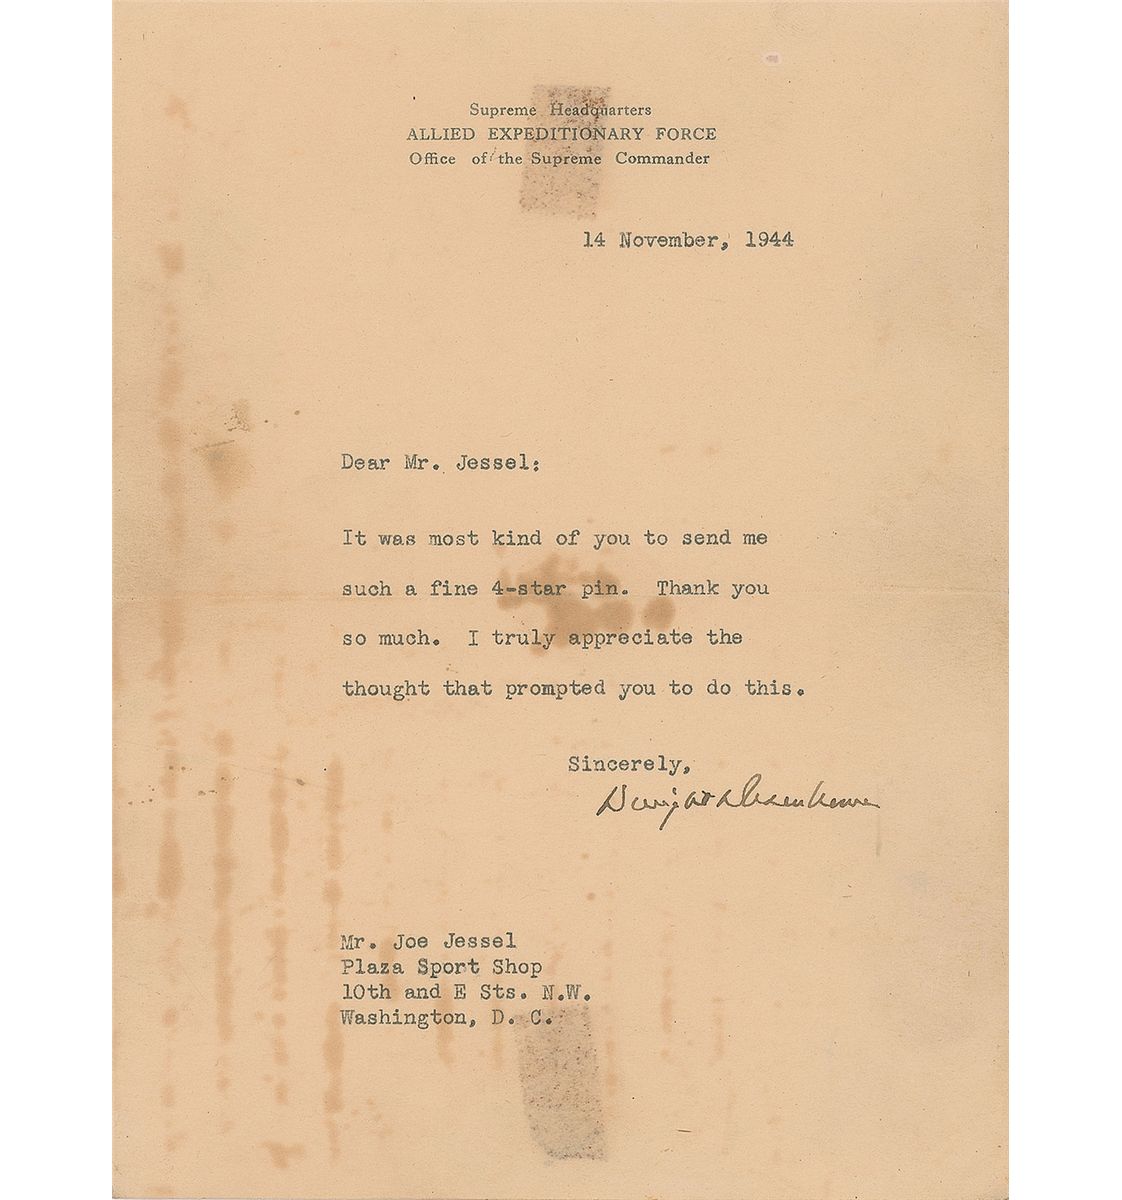 Supreme Headquarters
ALLIED EXPEDITIONARY FORCE
Office of the Supreme Commander
14 November, 1944
Dear Mr. Jessel:
It was most kind of you to send me
such a fine 4-star pin.  Thank you
so much.  I truly appreciate the
thought that prompted you to do this.
Sincerely,
Dwight D Eisenhower
Mr. Joe Jessel
Plaza Sport Shop
10th and E Sts. N.W.
Washington, D. C.